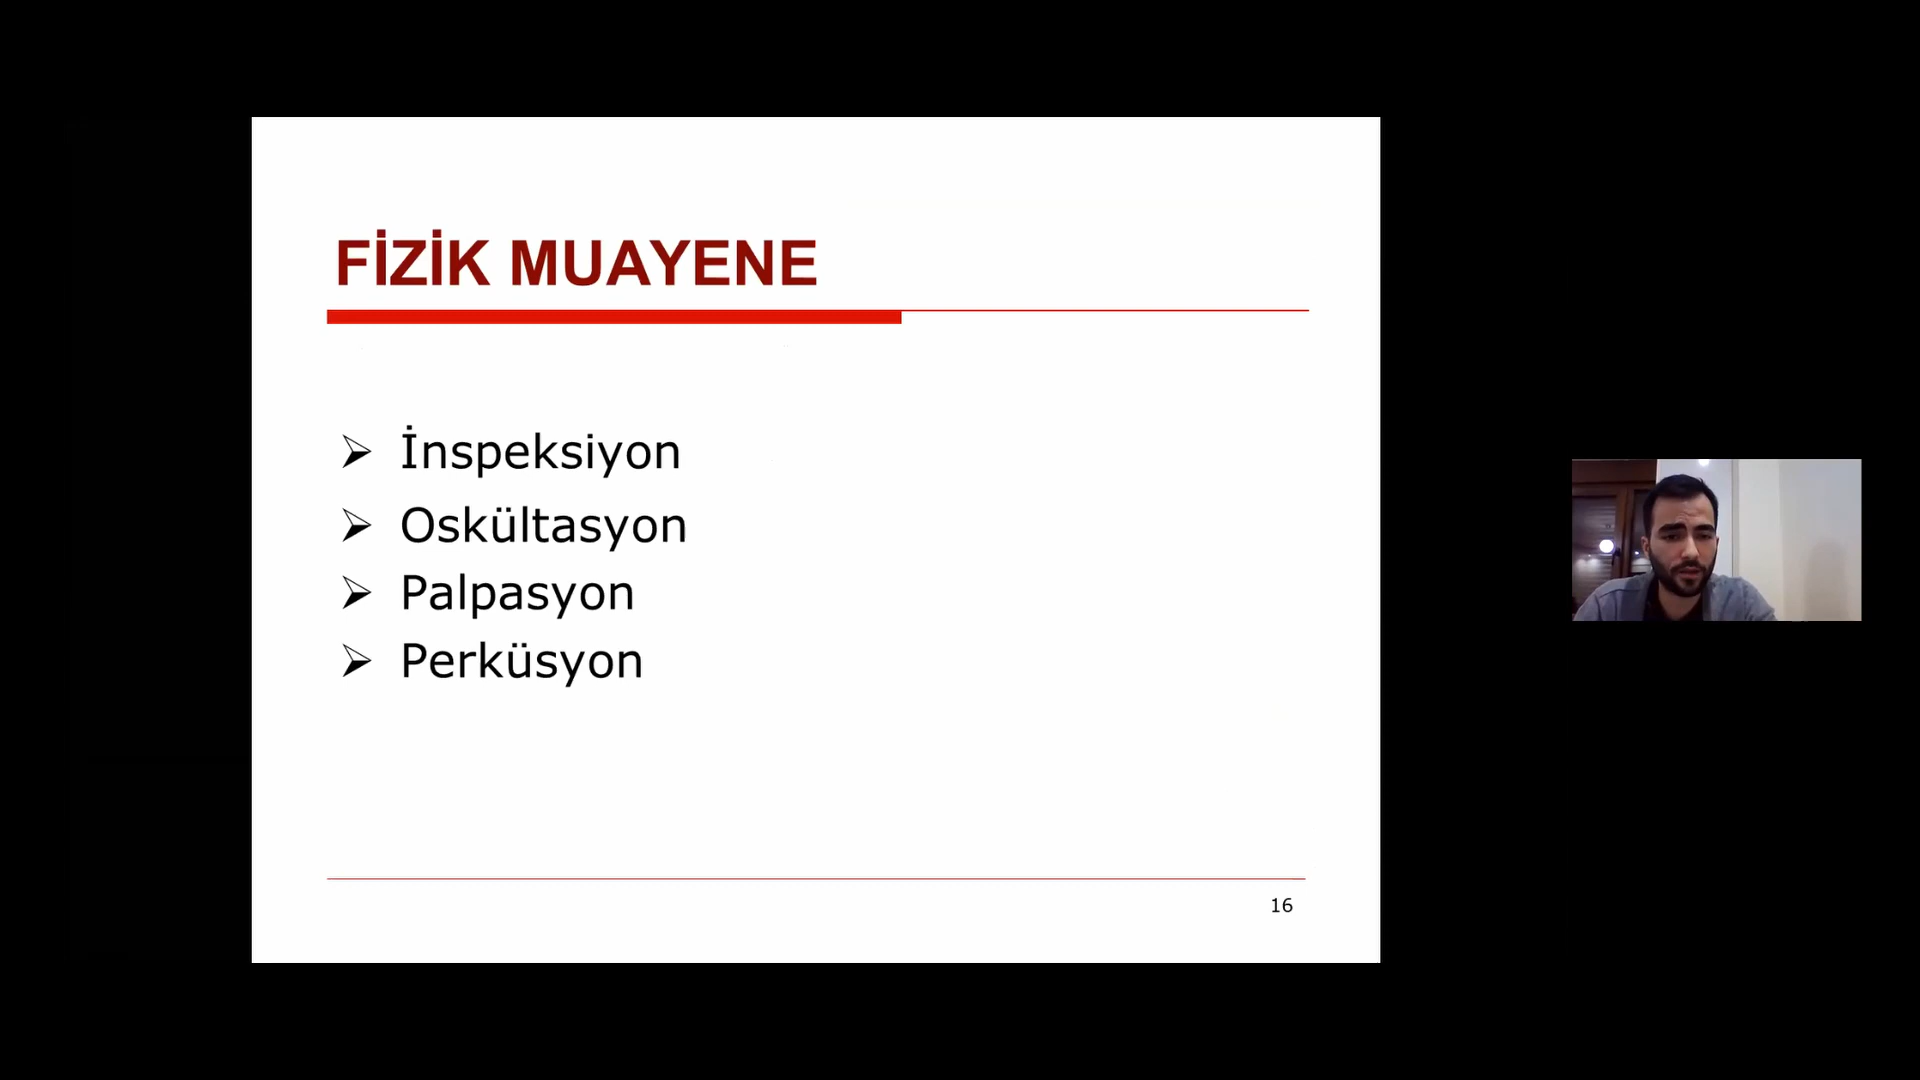 FİZİK MUAYENE
İnspeksiyon
Oskültasyon
Palpasyon
Perküsyon
16